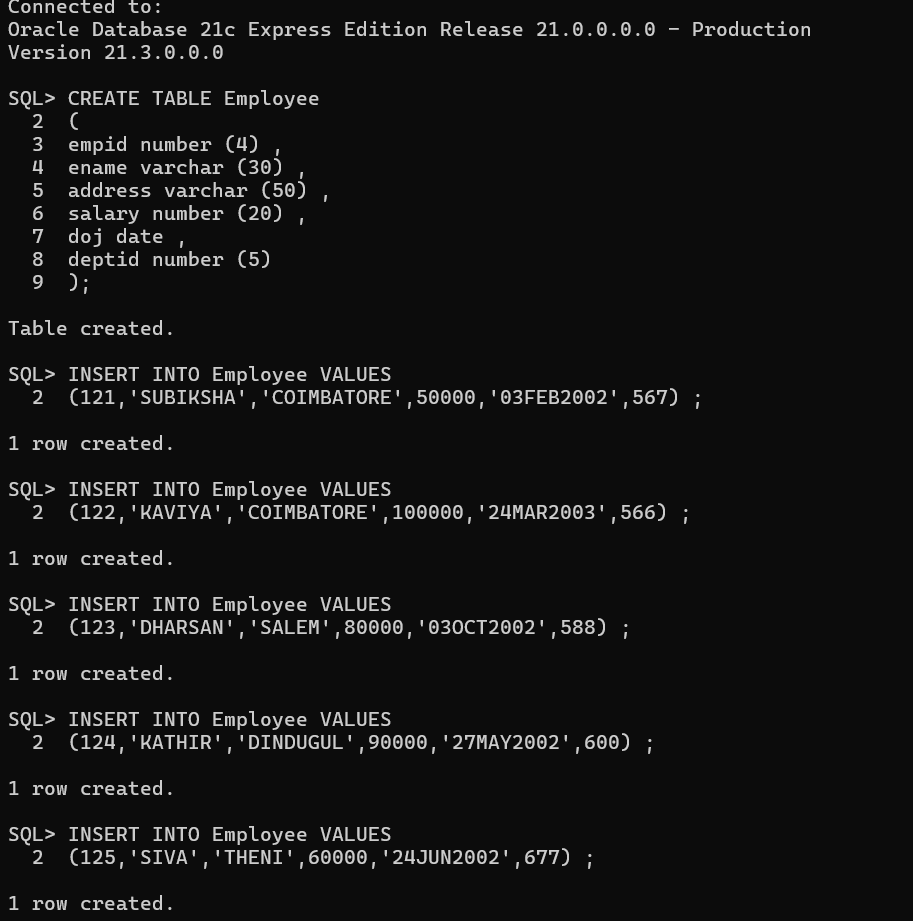 Connected to:
Oracle Database 21c Express Edition Release 21.0.0.0.0 - Production
Version 21.3.0.0.0
SQL> CREATE TABLE Employee
2 (
3 empid number (4) ,
4 ename varchar (30) ,
5 address varchar (50) ,
6 salary number (20) ,
7 doj date ,
8 deptid number (5)
9 );
Table created.
SQL> INSERT INTO Employee VALUES
2 (121,'SUBIKSHA','COIMBATORE',50000,'03FEB2002',567) ;
1 row created.
SQL> INSERT INTO Employee VALUES
2 (122,'KAVIYA','COIMBATORE',100000,'24MAR2003',566) ;
1 row created.
SQL> INSERT INTO Employee VALUES
2 (123,'DHARSAN','SALEM',80000,'03OCT2002',588) ;
1 row created.
SQL> INSERT INTO Employee VALUES
2 (124,'KATHIR','DINDUGUL',90000,'27MAY2002',600) ;
1 row created.
SQL> INSERT INTO Employee VALUES
2 (125,'SIVA','THENI',60000,'24JUN2002',677) ;
1 row created.